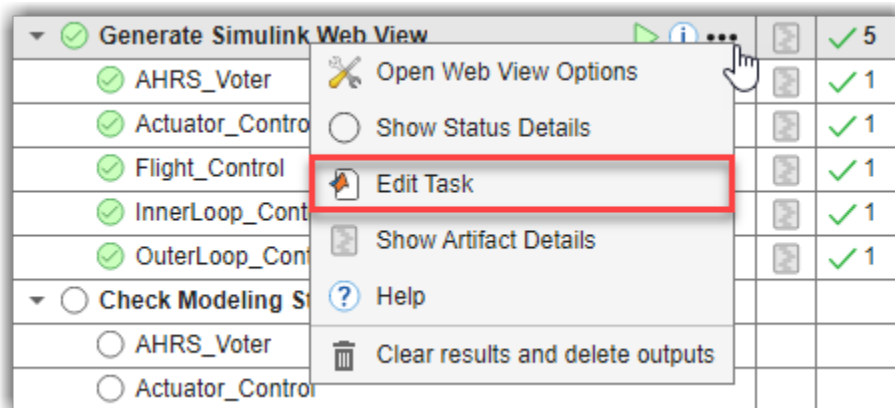 Generate Simulink Web View 5
AHRS_Voter 1
Actuator_Contro 1
Flight_Control 1
InnerLoop_Cont 1
OuterLoop_Cont 1
Check Modeling St
AHRS_Voter
Actuator_Control
Open Web View Options
Show Status Details
Edit Task
Show Artifact Details
Help
Clear results and delete outputs